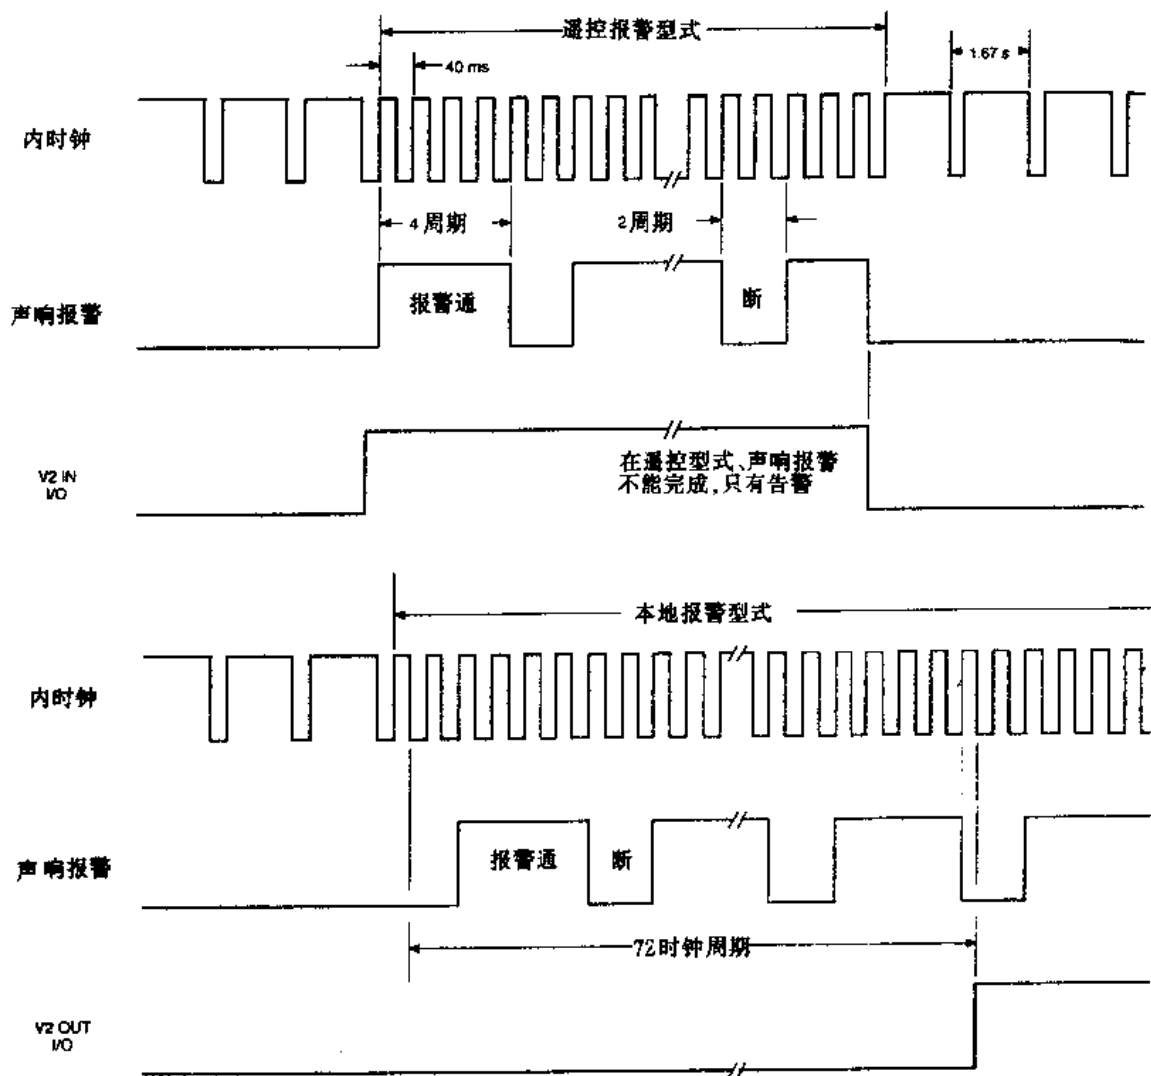 遥控报警型式
40 ms
1.67 s
内时钟
4 周期
2 周期
声响报警
报警通
断
V2 IN
I/O
在遥控型式、声响报警
不能完成,只有告警
本地报警型式
内时钟
声响报警
报警通
断
72时钟周期
V2 OUT
I/O